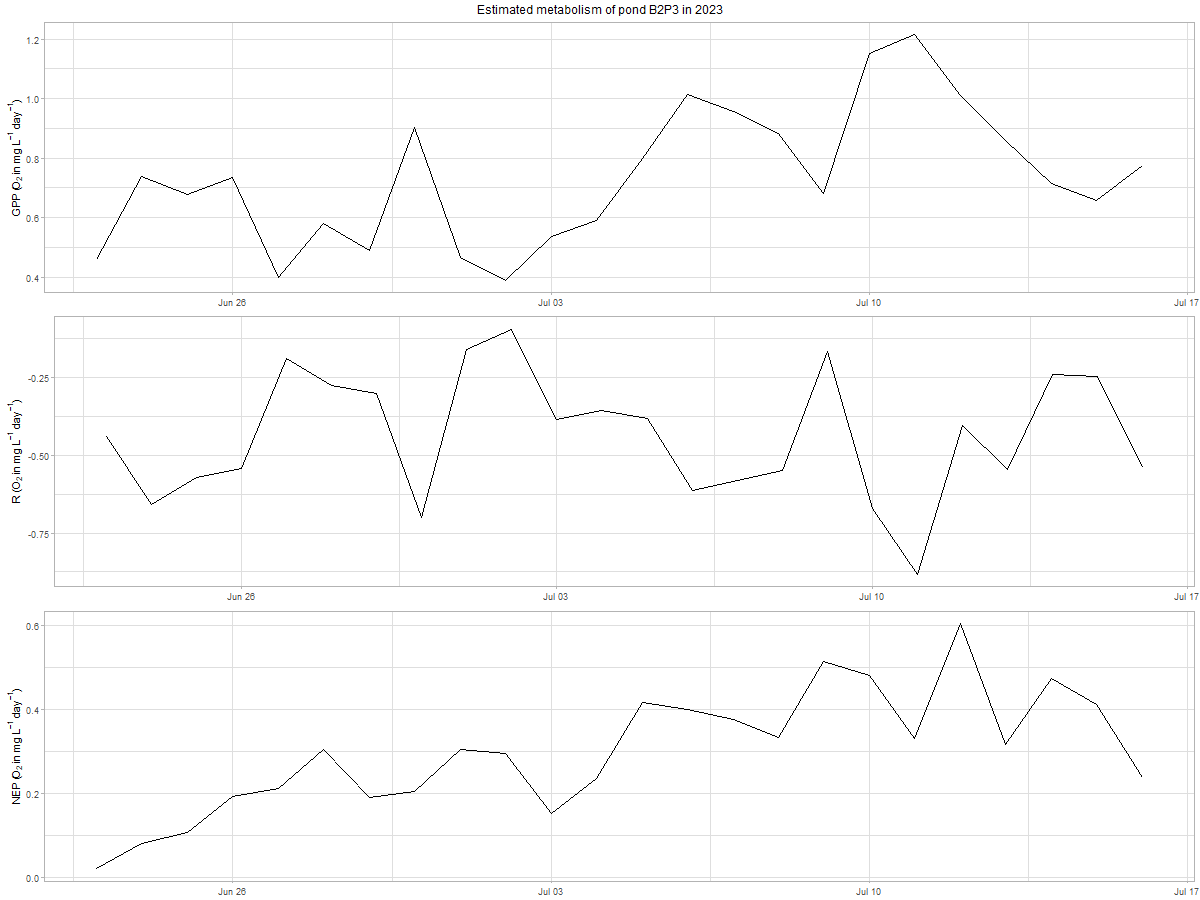 Estimated metabolism of pond B2P3 in 2023
GPP (O₂ in mg L⁻¹ day⁻¹)
1.2
1.0
0.8
0.6
0.4
Jun 26 Jul 03 Jul 10 Jul 17
R (O₂ in mg L⁻¹ day⁻¹)
-0.25
-0.50
-0.75
Jun 26 Jul 03 Jul 10 Jul 17
NEP (O₂ in mg L⁻¹ day⁻¹)
0.6
0.4
0.2
0.0
Jun 26 Jul 03 Jul 10 Jul 17